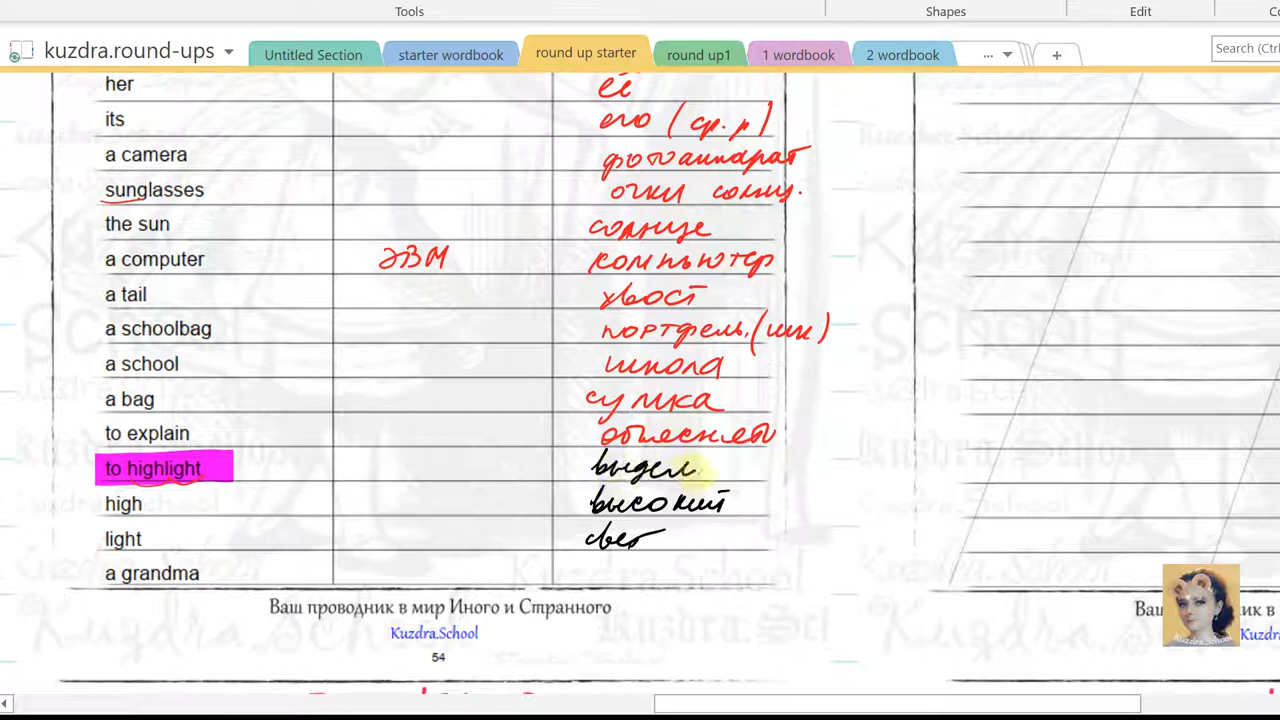 Tools Shapes Edit
kuzdra.round-ups Untitled Section starter wordbook round up starter round up1 1 wordbook 2 wordbook ... + Search (Ctrl
her её
its его (ср.р)
a camera фотоаппарат
sunglasses очки солнц.
the sun солнце
a computer ЭВМ компьютер
a tail хвост
a schoolbag портфель (шк)
a school школа
a bag сумка
to explain объяснять
to highlight выдел
high высокий
light свет
a grandma
Ваш проводник в мир Иного и Странного
Kuzdra.School
54